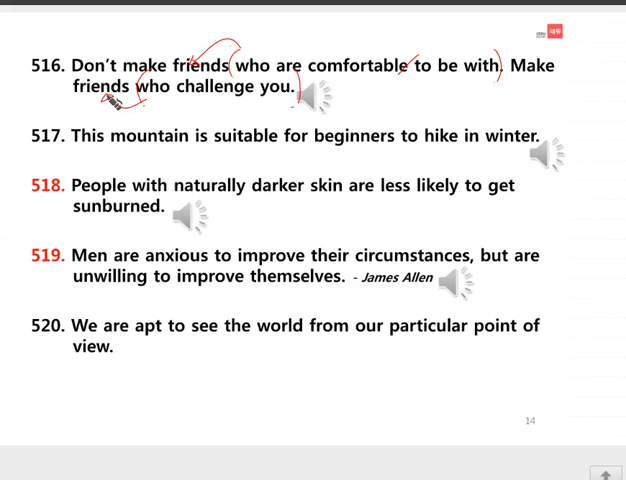 재듀
516. Don't make friends who are comfortable to be with. Make
friends who challenge you.
517. This mountain is suitable for beginners to hike in winter.
518. People with naturally darker skin are less likely to get
sunburned.
519. Men are anxious to improve their circumstances, but are
unwilling to improve themselves. - James Allen
520. We are apt to see the world from our particular point of
view.
14